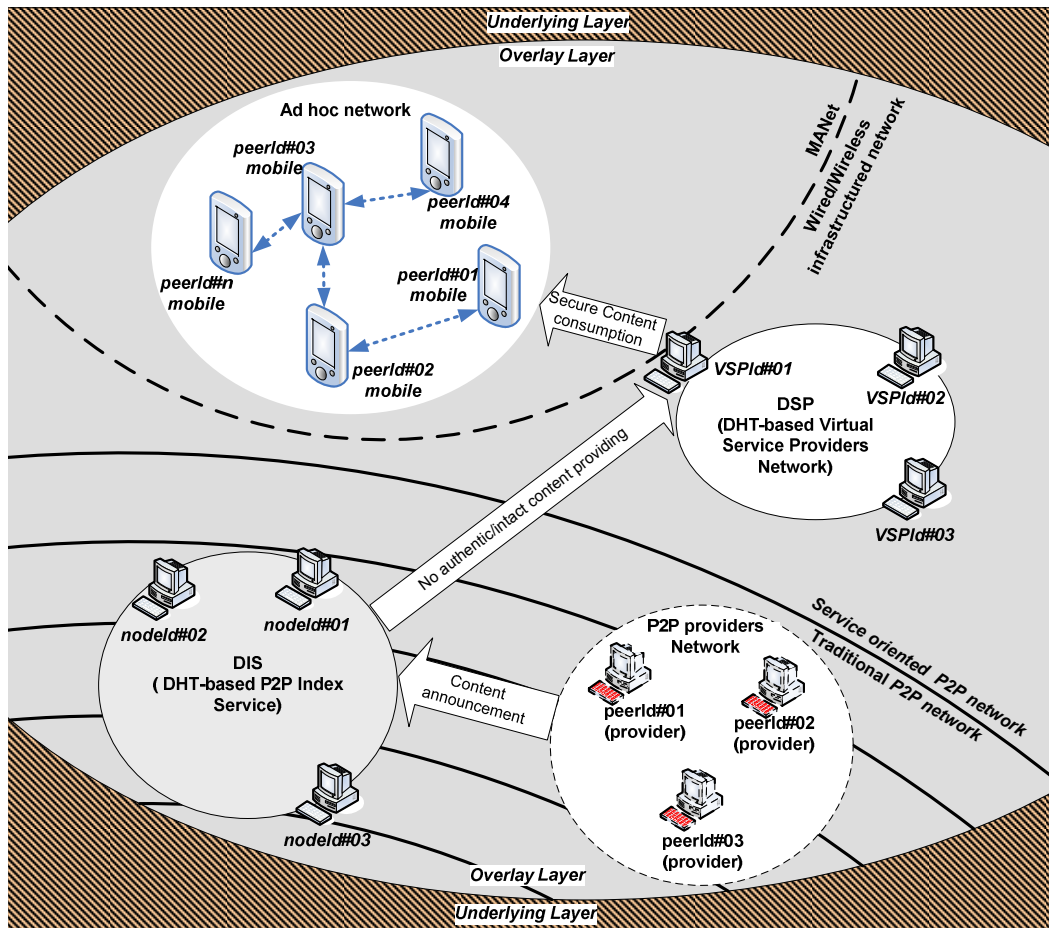 Underlying Layer
Overlay Layer
Ad hoc network
peerId#03
mobile
peerId#04
mobile
peerId#n
mobile
peerId#01
mobile
peerId#02
mobile
MANet
Wired/Wireless
infrastructured network
Secure Content
consumption
VSPId#01
VSPId#02
DSP
(DHT-based Virtual
Service Providers
Network)
VSPId#03
No authentic/intact content providing
nodeId#02
nodeId#01
DIS
( DHT-based P2P Index
Service)
nodeId#03
Content
announcement
P2P providers
Network
peerId#01
(provider)
peerId#02
(provider)
peerId#03
(provider)
Service oriented P2P network
Traditional P2P network
Overlay Layer
Underlying Layer